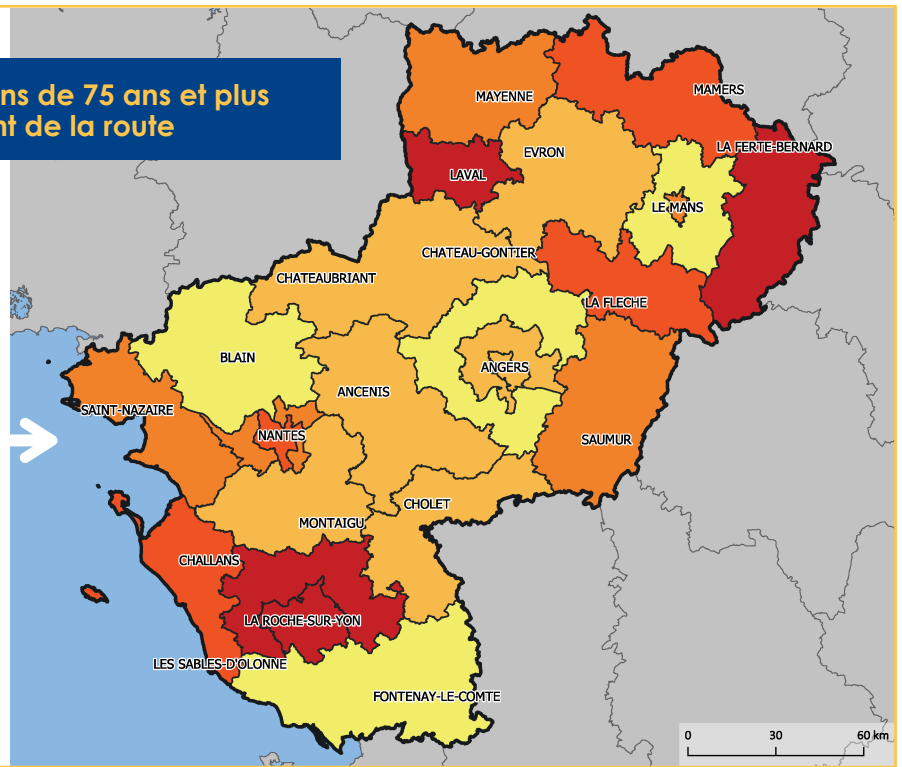 ns de 75 ans et plus
nt de la route
MAYENNE
MAMERS
LA FERTE-BERNARD
EVRON
LAVAL
LE MANS
CHATEAU-GONTIER
CHATEAUBRIANT
LA FLECHE
BLAIN
ANGERS
ANCENIS
SAINT-NAZAIRE
NANTES
SAUMUR
CHOLET
MONTAIGU
CHALLANS
LA ROCHE-SUR-YON
LES SABLES-D'OLONNE
FONTENAY-LE-COMTE
0 30 60 km